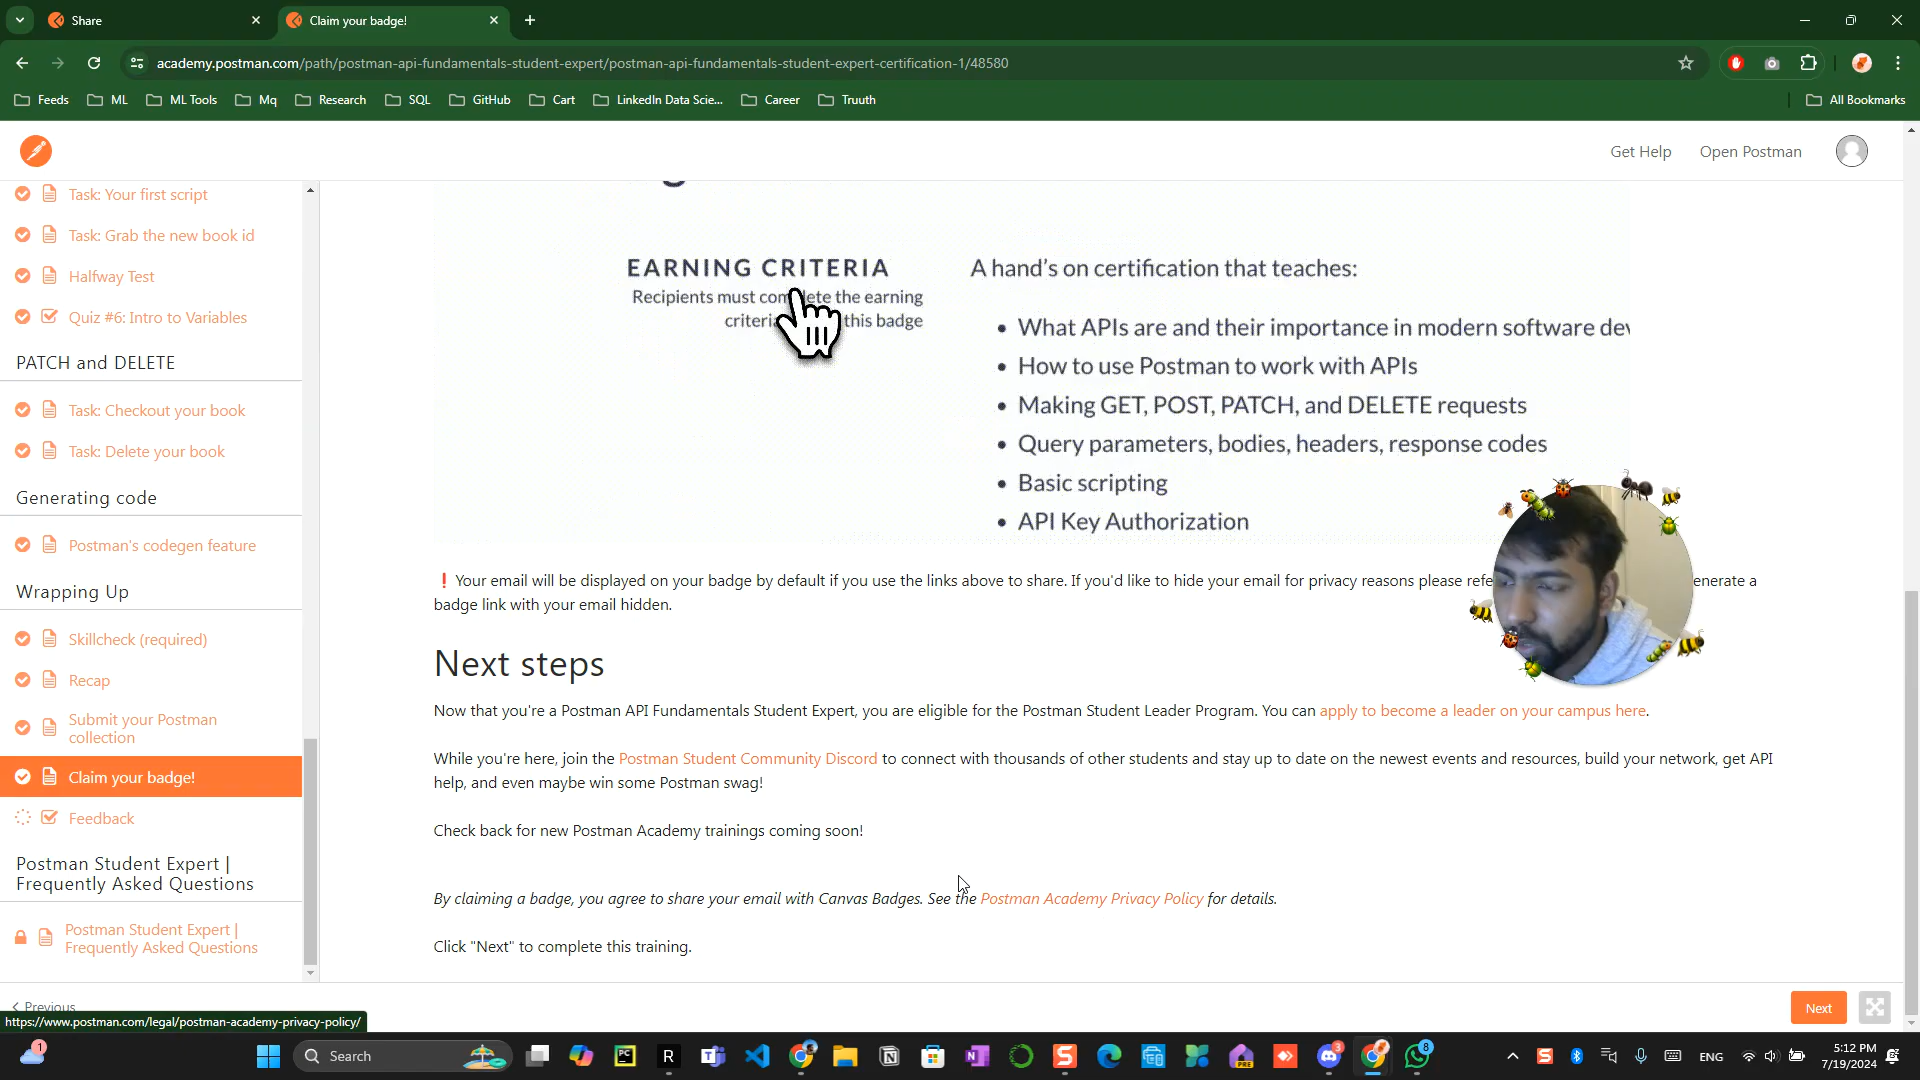 Share
Claim your badge!
academy.postman.com/path/postman-api-fundamentals-student-expert/postman-api-fundamentals-student-expert-certification-1/48580
Feeds ML ML Tools Mq Research SQL GitHub Cart LinkedIn Data Scie... Career Truuth All Bookmarks
Get Help Open Postman
Task: Your first script
Task: Grab the new book id
Halfway Test
Quiz #6: Intro to Variables
PATCH and DELETE
Task: Checkout your book
Task: Delete your book
Generating code
Postman's codegen feature
Wrapping Up
Skillcheck (required)
Recap
Submit your Postman
collection
Claim your badge!
Feedback
Postman Student Expert |
Frequently Asked Questions
Postman Student Expert |
Frequently Asked Questions
EARNING CRITERIA
Recipients must complete the earning
criteria this badge
A hand's on certification that teaches:
• What APIs are and their importance in modern software dev
• How to use Postman to work with APIs
• Making GET, POST, PATCH, and DELETE requests
• Query parameters, bodies, headers, response codes
• Basic scripting
• API Key Authorization
❗ Your email will be displayed on your badge by default if you use the links above to share. If you'd like to hide your email for privacy reasons please enerate a
badge link with your email hidden.
Next steps
Now that you're a Postman API Fundamentals Student Expert, you are eligible for the Postman Student Leader Program. You can apply to become a leader on your campus here.
While you're here, join the Postman Student Community Discord to connect with thousands of other students and stay up to date on the newest events and resources, build your network, get API
help, and even maybe win some Postman swag!
Check back for new Postman Academy trainings coming soon!
By claiming a badge, you agree to share your email with Canvas Badges. See the Postman Academy Privacy Policy for details.
Click "Next" to complete this training.
< Previous
Next
https://www.postman.com/legal/postman-academy-privacy-policy/
1
Search
PC
R
PRE
3
8
ENG
5:12 PM
7/19/2024